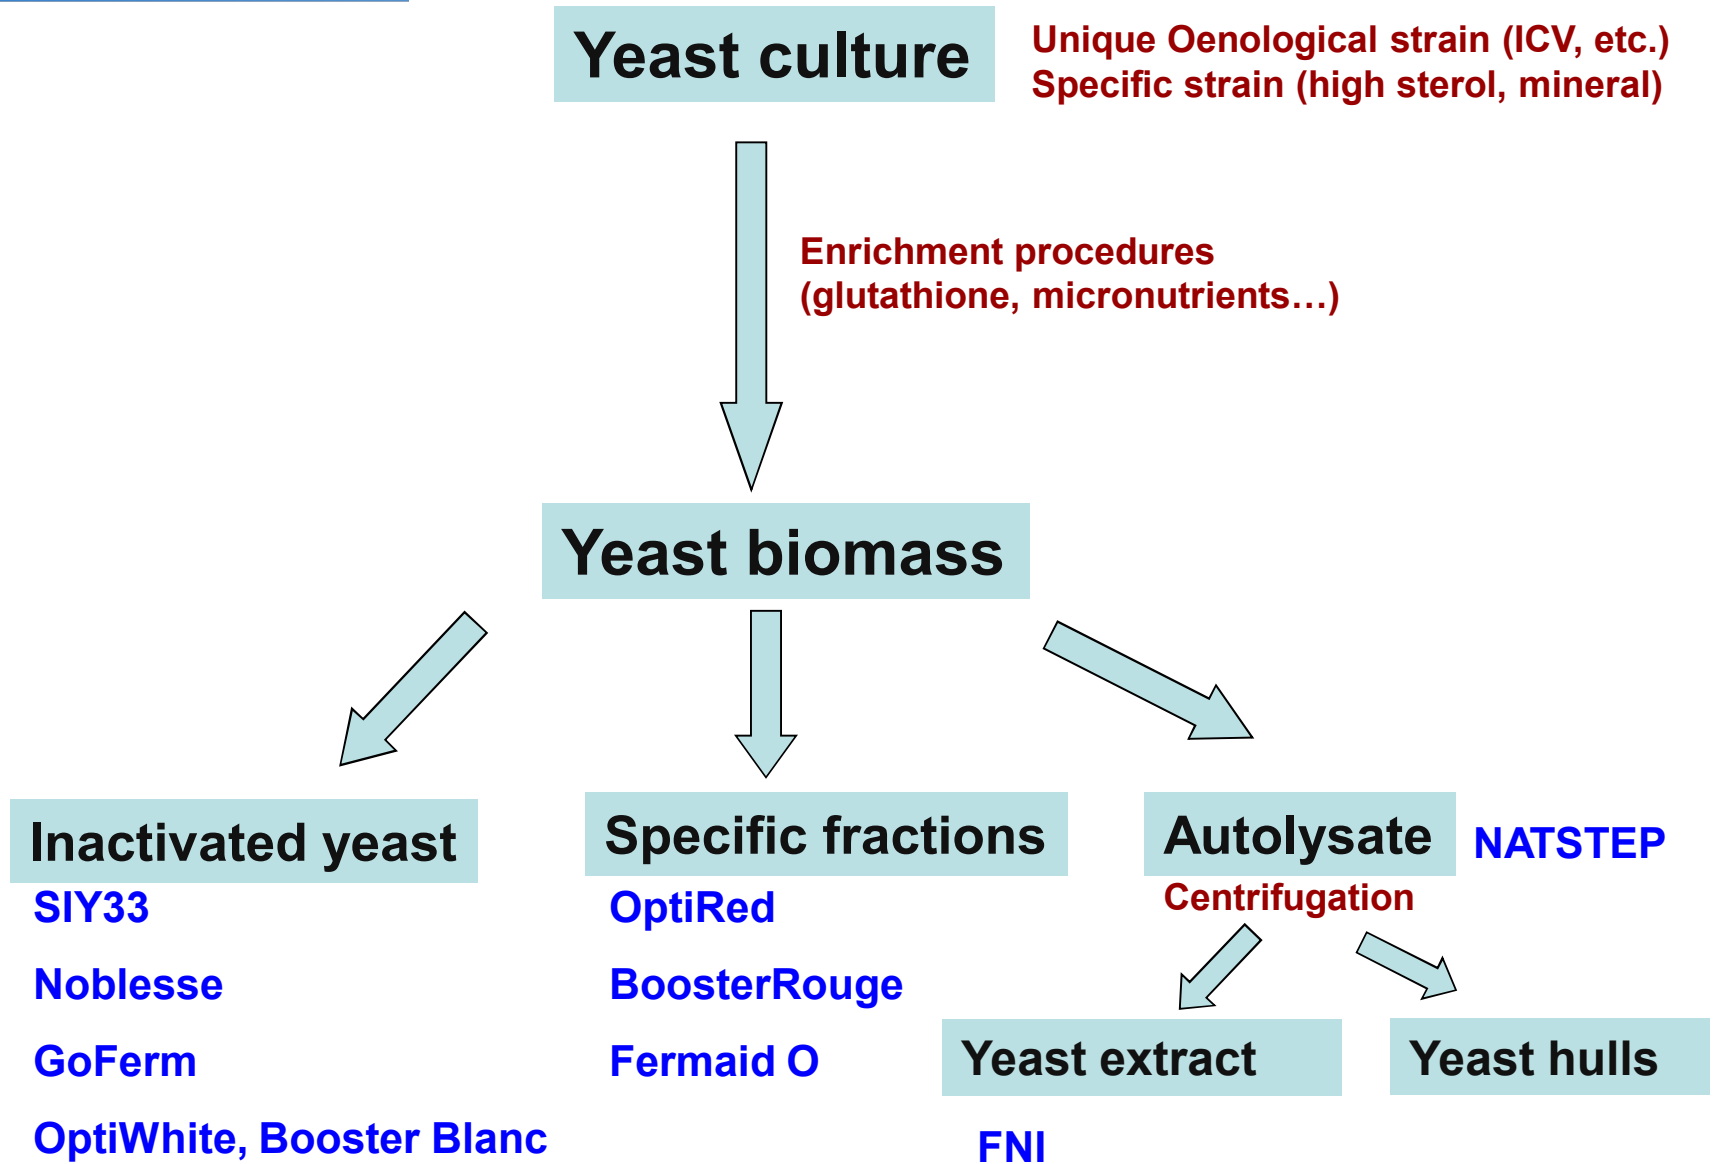 Yeast culture
Unique Oenological strain (ICV, etc.)
Specific strain (high sterol, mineral)
Enrichment procedures
(glutathione, micronutrients…)
Yeast biomass
Inactivated yeast
SIY33
Noblesse
GoFerm
OptiWhite, Booster Blanc
Specific fractions
OptiRed
BoosterRouge
Fermaid O
Autolysate
NATSTEP
Centrifugation
Yeast extract
FNI
Yeast hulls